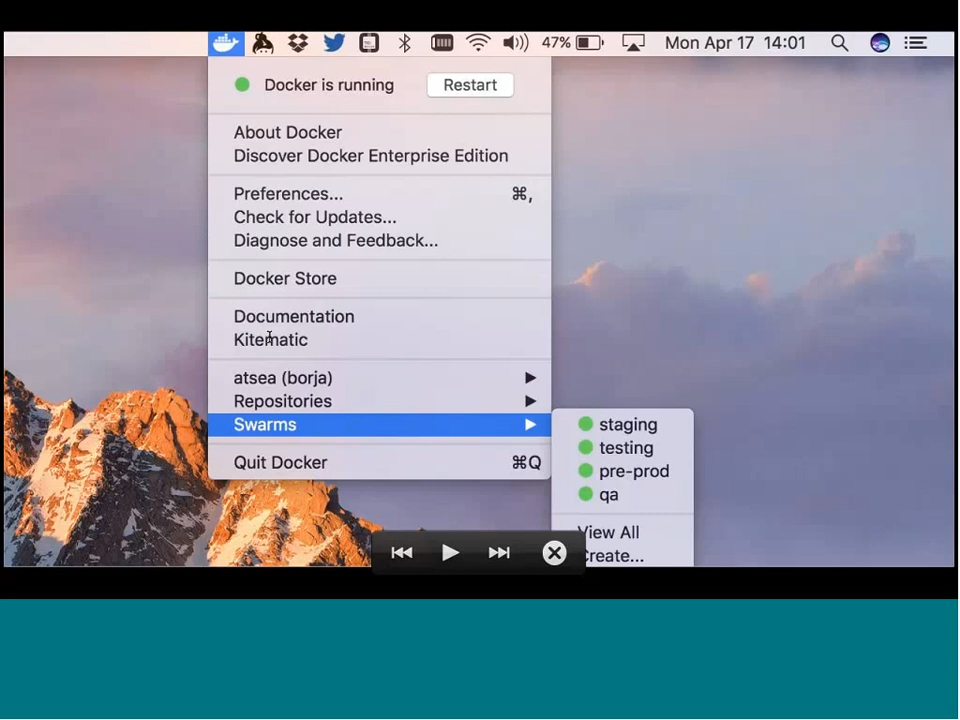 47%
Mon Apr 17 14:01
Docker is running
Restart
About Docker
Discover Docker Enterprise Edition
Preferences... ⌘,
Check for Updates...
Diagnose and Feedback...
Docker Store
Documentation
Kitematic
atsea (borja)
Repositories
Swarms
Quit Docker ⌘Q
staging
testing
pre-prod
qa
View All
Create...